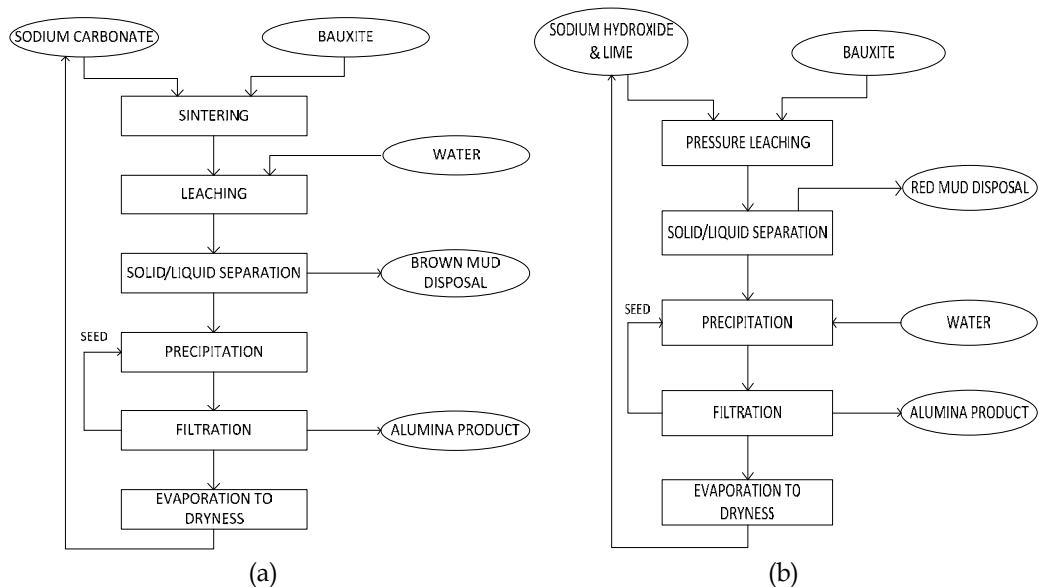 SODIUM CARBONATE
BAUXITE
SINTERING
WATER
LEACHING
SOLID/LIQUID SEPARATION
BROWN MUD
DISPOSAL
SEED
PRECIPITATION
FILTRATION
ALUMINA PRODUCT
EVAPORATION TO
DRYNESS
(a)
SODIUM HYDROXIDE
& LIME
BAUXITE
PRESSURE LEACHING
RED MUD DISPOSAL
SOLID/LIQUID SEPARATION
SEED
PRECIPITATION
WATER
FILTRATION
ALUMINA PRODUCT
EVAPORATION TO
DRYNESS
(b)